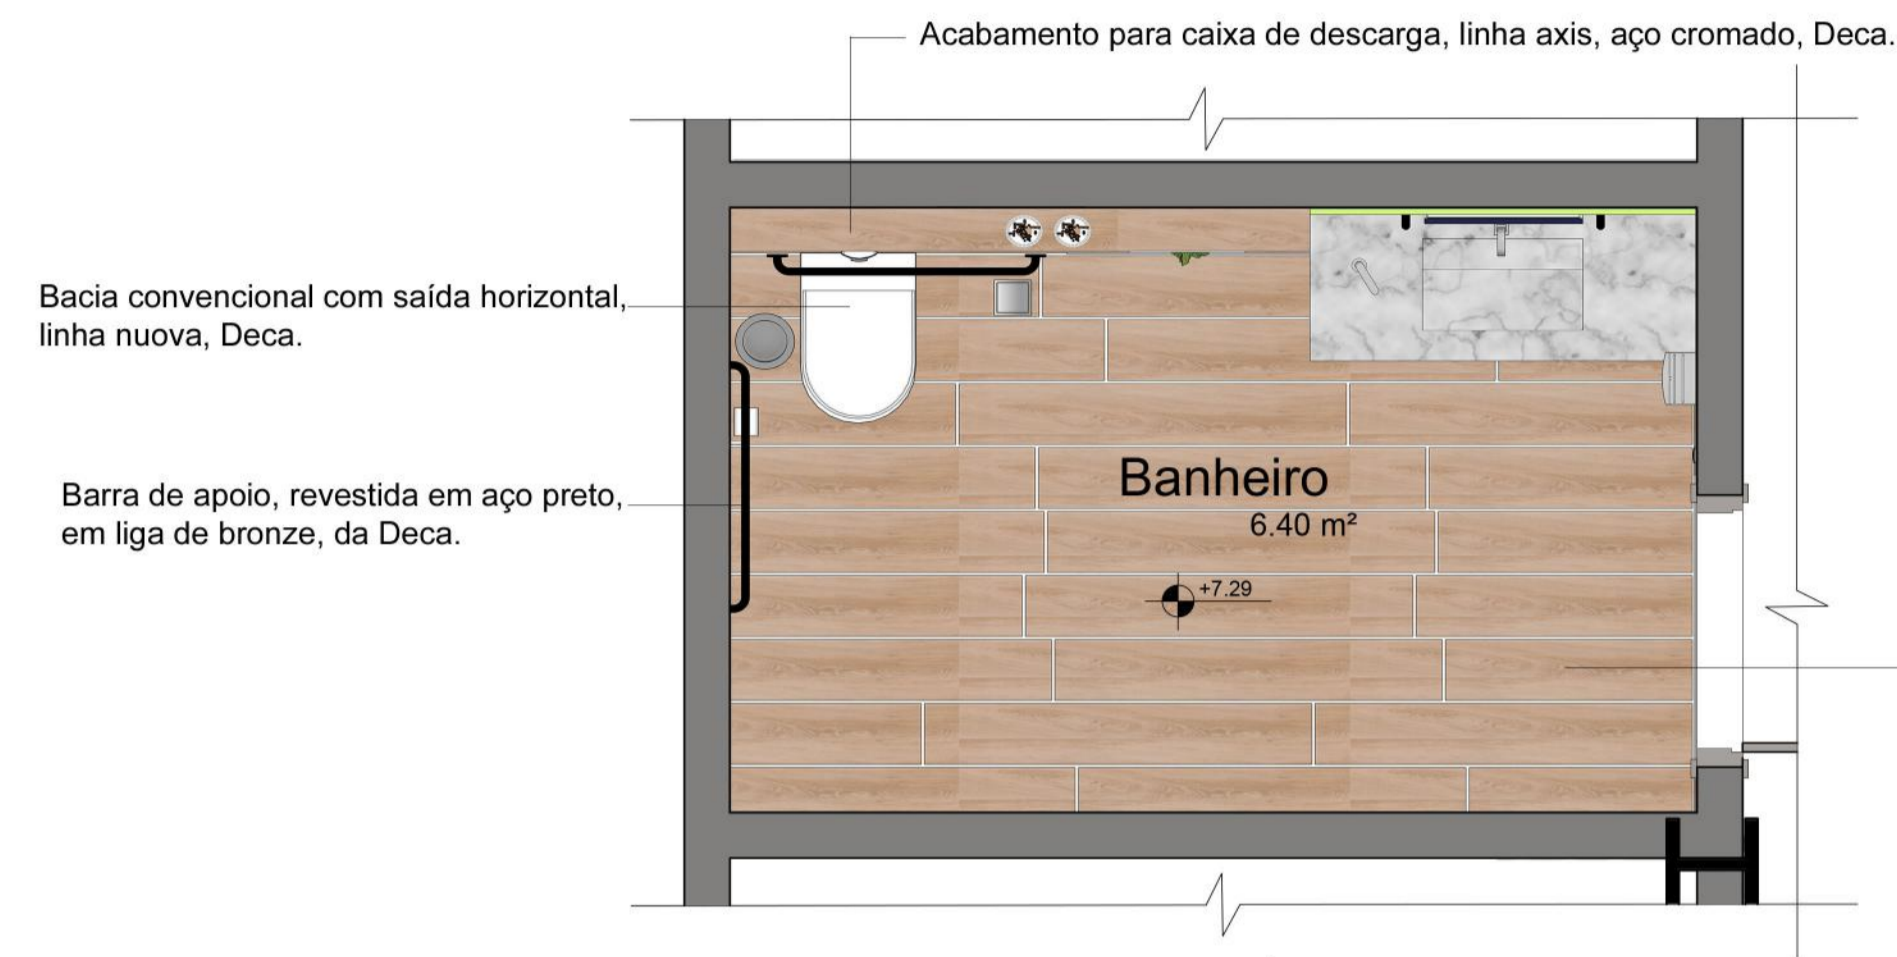 Acabamento para caixa de descarga, linha axis, aço cromado, Deca.
Bacia convencional com saída horizontal,
linha nuova, Deca.
Barra de apoio, revestida em aço preto,
em liga de bronze, da Deca.
Banheiro
6.40 m²
+7.29